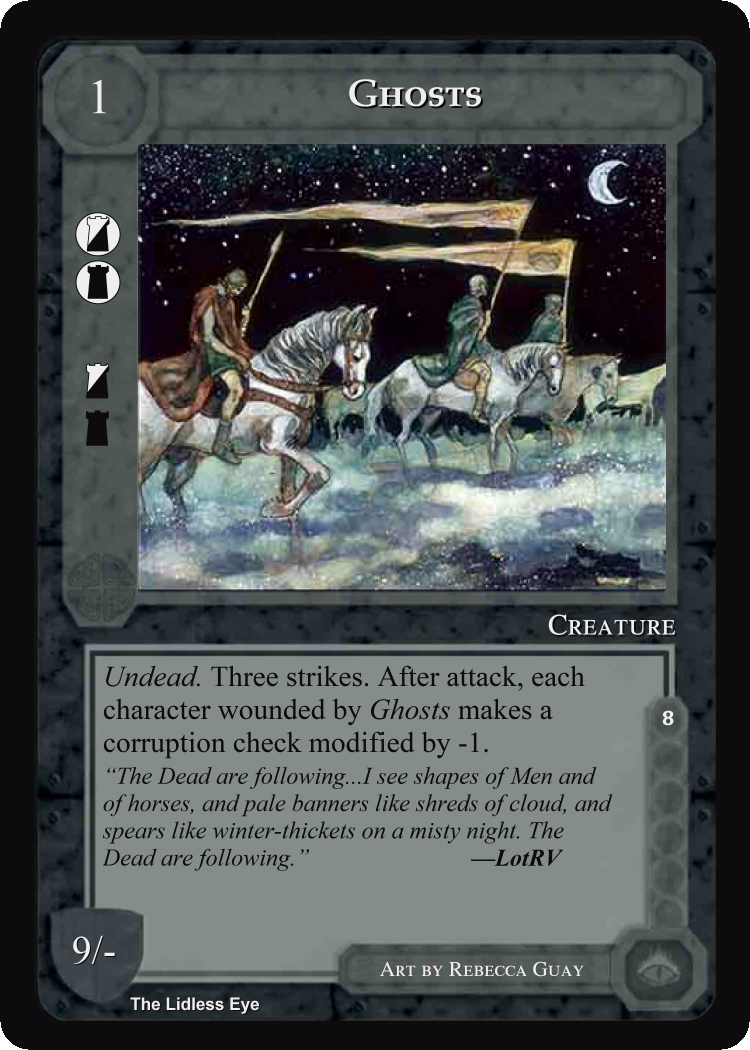 1
Ghosts
Creature
Undead. Three strikes. After attack, each
character wounded by Ghosts makes a
corruption check modified by -1.
“The Dead are following...I see shapes of Men and
of horses, and pale banners like shreds of cloud, and
spears like winter-thickets on a misty night. The
Dead are following.” —LotRV
8
9/-
Art by Rebecca Guay
The Lidless Eye